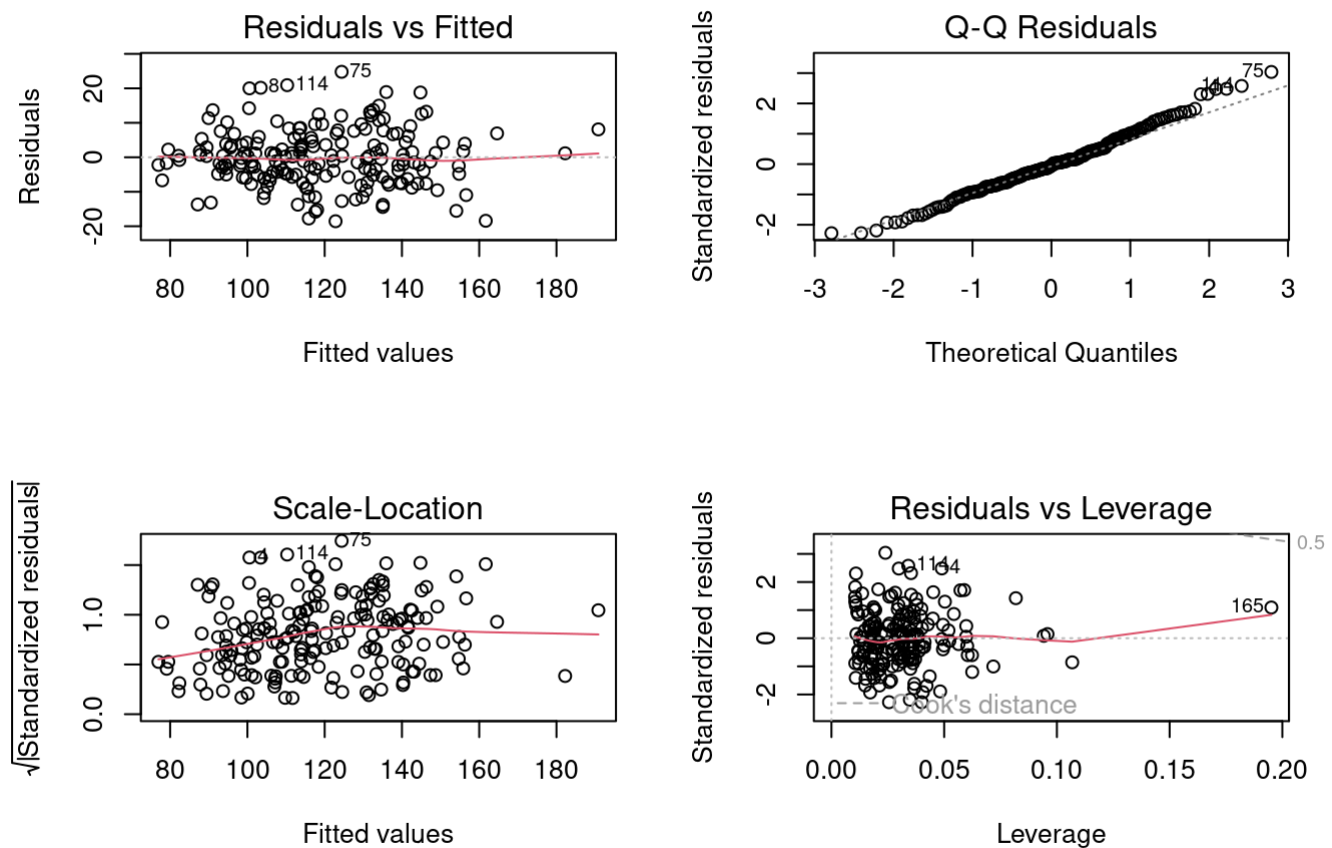 Residuals vs Fitted
Residuals
-20 0 20
8
114
75
80 100 120 140 160 180
Fitted values
Q-Q Residuals
Standardized residuals
-2 0 2
75
-3 -2 -1 0 1 2 3
Theoretical Quantiles
Scale-Location
√|Standardized residuals|
0.0 1.0
114
75
80 100 120 140 160 180
Fitted values
Residuals vs Leverage
Standardized residuals
-2 0 2
114
165
0.5
Cook's distance
0.00 0.05 0.10 0.15 0.20
Leverage